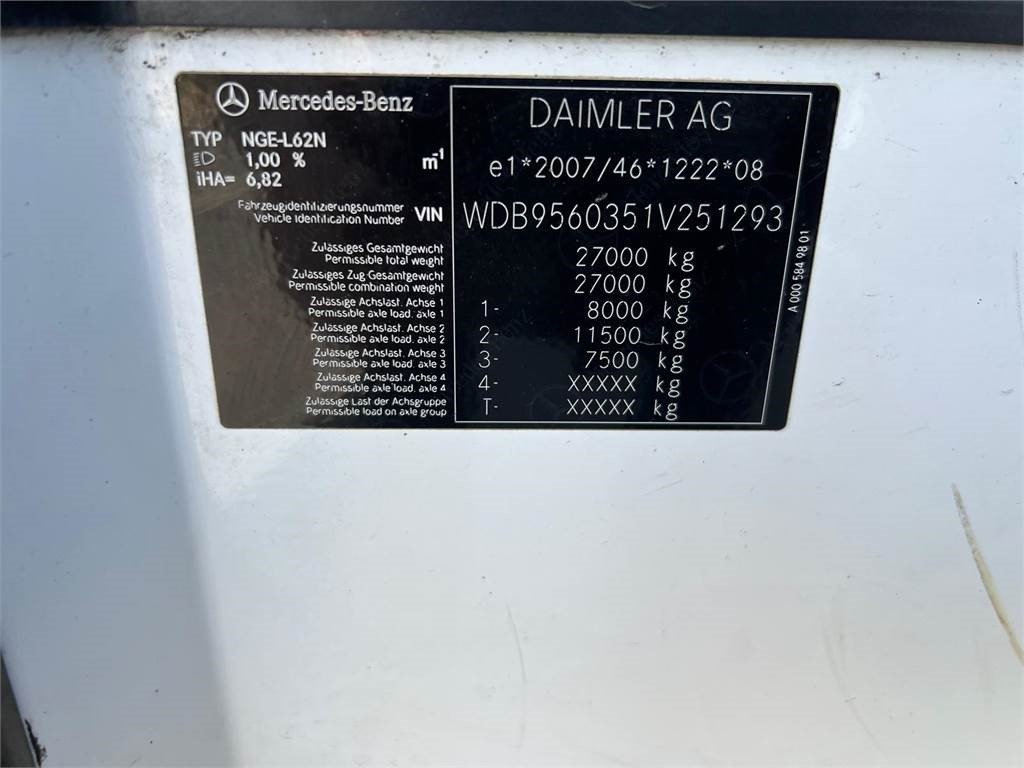 Mercedes-Benz
DAIMLER AG
TYP NGE-L62N
1,00 % m-1
iHA= 6,82
e1*2007/46*1222*08
Fahrzeugidentifizierungsnummer
Vehicle Identification Number VIN WDB9560351V251293
Zulässiges Gesamtgewicht
Permissible total weight 27000 kg
Zulässiges Zug-Gesamtgewicht
Permissible combination weight 27000 kg
Zulässige Achslast. Achse 1
Permissible axle load. axle 1 1- 8000 kg
Zulässige Achslast. Achse 2
Permissible axle load. axle 2 2- 11500 kg
Zulässige Achslast. Achse 3
Permissible axle load. axle 3 3- 7500 kg
Zulässige Achslast. Achse 4
Permissible axle load. axle 4 4- XXXXX kg
Zulässige Last der Achsgruppe
Permissible load on axle group T- XXXXX kg
A 000 584 98 01